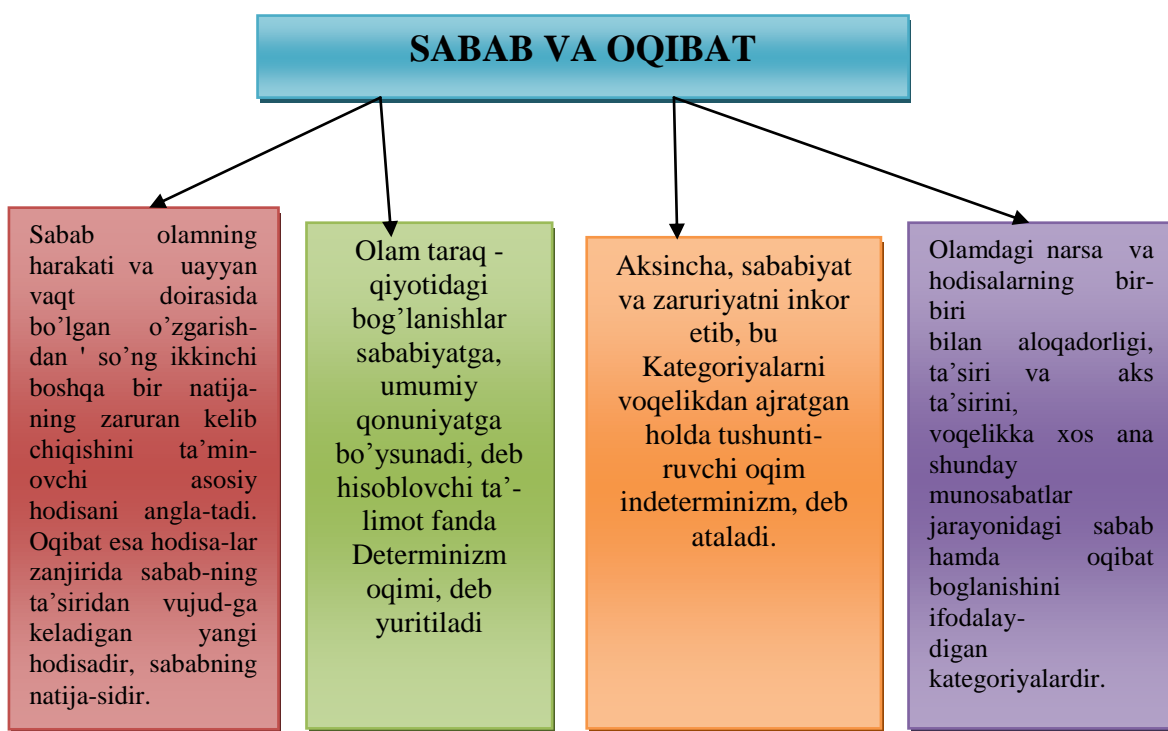 SABAB VA OQIBAT
Sabab olamning
harakati va uayyan
vaqt doirasida
bo’lgan o’zgarish-
dan ' so’ng ikkinchi
boshqa bir natija-
ning zaruran kelib
chiqishini ta’min-
ovchi asosiy
hodisani angla-tadi.
Oqibat esa hodisa-lar
zanjirida sabab-ning
ta’siridan vujud-ga
keladigan yangi
hodisadir, sababning
natija-sidir.
Olam taraq -
qiyotidagi
bog’lanishlar
sababiyatga,
umumiy
qonuniyatga
bo’ysunadi, deb
hisoblovchi ta’-
limot fanda
Determinizm
oqimi, deb
yuritiladi
Aksincha, sababiyat
va zaruriyatni inkor
etib, bu
Kategoriyalarni
voqelikdan ajratgan
holda tushunti-
ruvchi oqim
indeterminizm, deb
ataladi.
Olamdagi narsa va
hodisalarning bir-
biri
bilan aloqadorligi,
ta’siri va aks
ta’sirini,
voqelikka xos ana
shunday
munosabatlar
jarayonidagi sabab
hamda oqibat
boglanishini
ifodalay-
digan
kategoriyalardir.